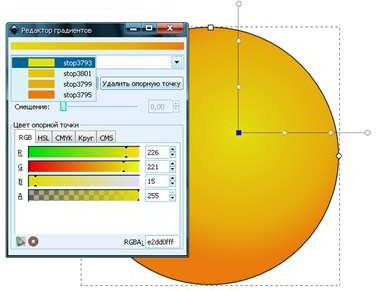 Редактор градиентов
stop3793
stop3801
stop3799
stop3795
Удалить опорную точку
Смещение: 0,00
Цвет опорной точки
RGB HSL CMYK Круг CMS
R 226
G 221
B 15
A 255
RGBA: e2dd0fff